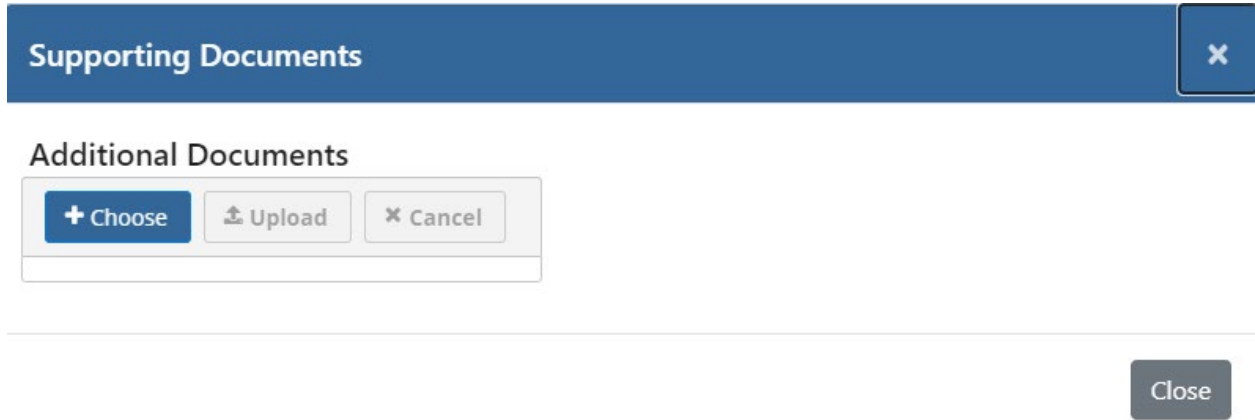 Supporting Documents ×
Additional Documents
+ Choose Upload × Cancel
Close